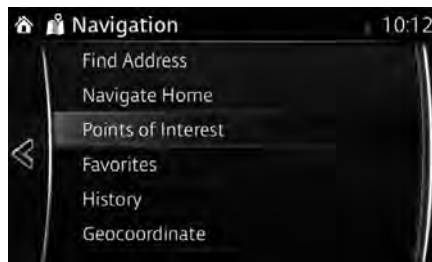 Navigation 10:12
Find Address
Navigate Home
Points of Interest
Favorites
History
Geocoordinate